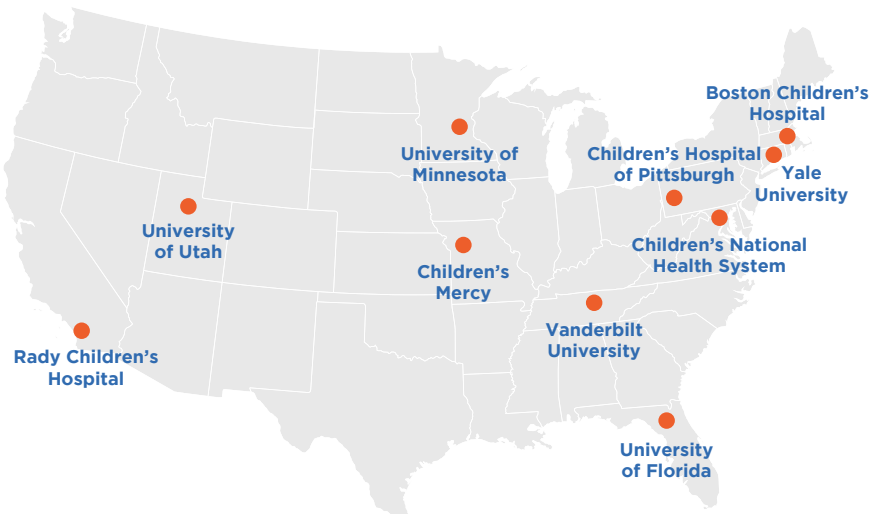 Boston Children's
Hospital
University of
Minnesota
Children's Hospital
of Pittsburgh
Yale
University
University
of Utah
Children's National
Health System
Children's
Mercy
Vanderbilt
University
Rady Children's
Hospital
University
of Florida